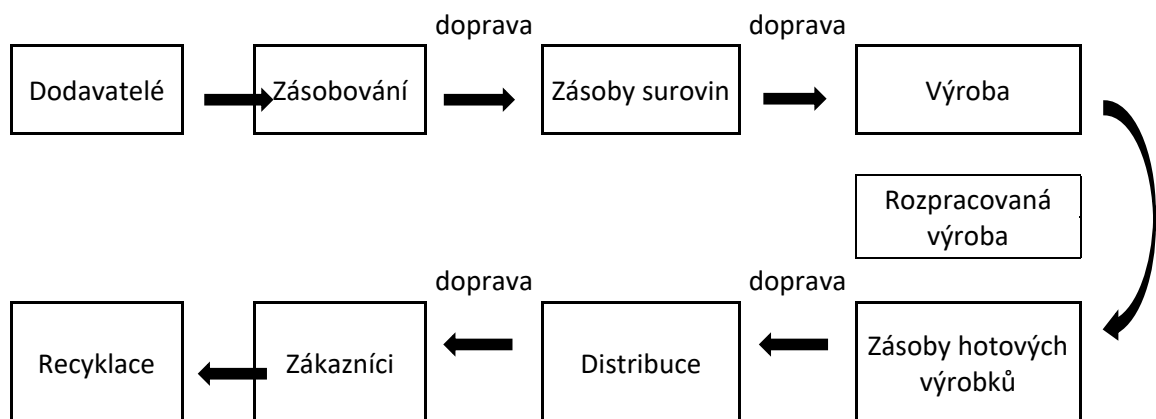 doprava
doprava
Dodavatelé
Zásobování
Zásoby surovin
Výroba
Rozpracovaná
výroba
doprava
doprava
Recyklace
Zákazníci
Distribuce
Zásoby hotových
výrobků